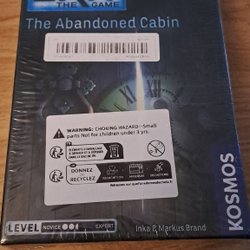 THE GAME
The Abandoned Cabin
WARNING: CHOKING HAZARD—Small
parts Not for children under 3 yrs.
DONNEZ
RECYCLEZ
KOSMOS
LEVEL NOVICE EXPERT
Inka & Markus Brand